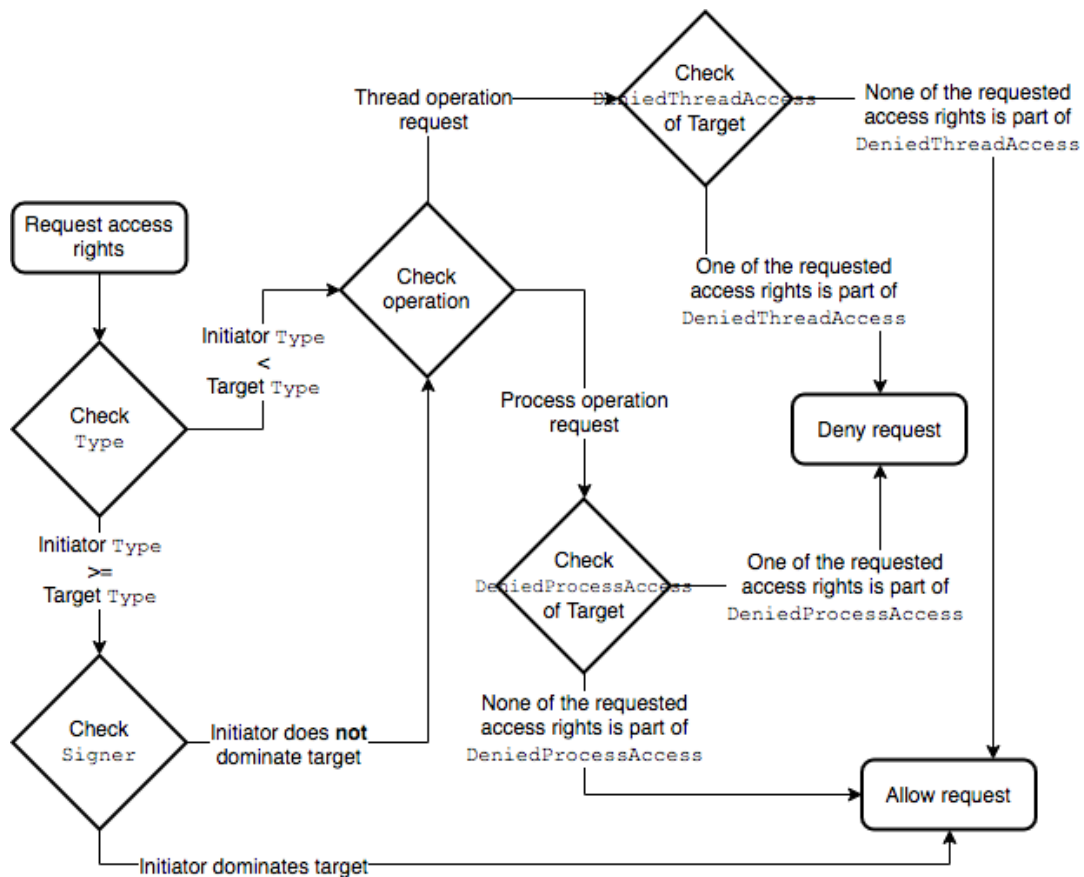 Check
DeniedThreadAccess
of Target
Thread operation
request
None of the requested
access rights is part of
DeniedThreadAccess
Request access
rights
Check
operation
One of the requested
access rights is part of
DeniedThreadAccess
Initiator Type
<
Target Type
Check
Type
Process operation
request
Deny request
Initiator Type
>=
Target Type
Check
DeniedProcessAccess
of Target
One of the requested
access rights is part of
DeniedProcessAccess
Check
Signer
Initiator does not
dominate target
None of the requested
access rights is part of
DeniedProcessAccess
Allow request
Initiator dominates target